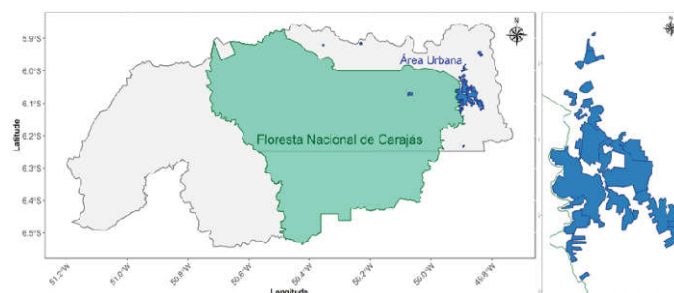 N
N
5.9°S
6.0°S
Área Urbana
6.1°S
Latitude
6.2°S
Floresta Nacional de Carajás
6.3°S
6.4°S
6.5°S
51.2°W
51.0°W
50.8°W
50.6°W
50.4°W
50.2°W
50.0°W
49.8°W
Longitude